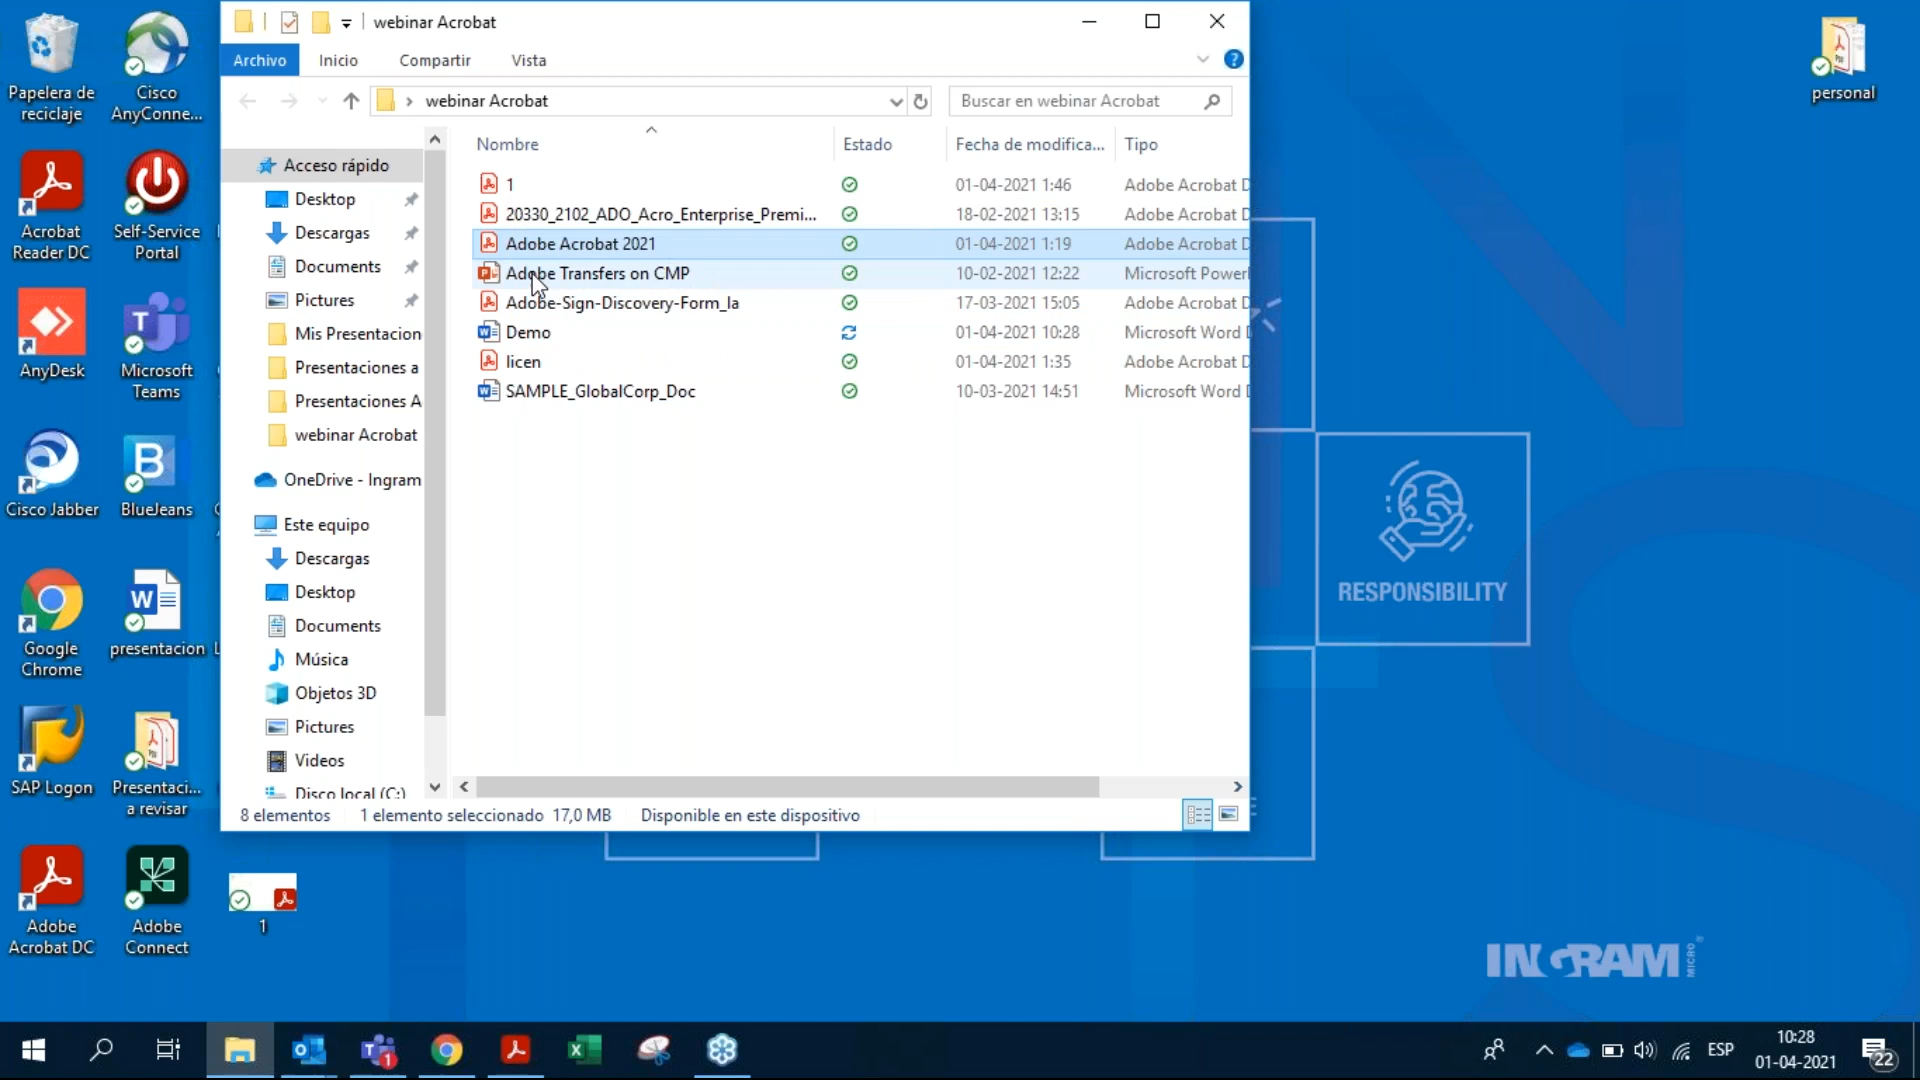 webinar Acrobat
Archivo
Inicio
Compartir
Vista
webinar Acrobat
Buscar en webinar Acrobat
Nombre
Estado
Fecha de modifica...
Tipo
1
01-04-2021 1:46
Adobe Acrobat D
20330_2102_ADO_Acro_Enterprise_Premi...
18-02-2021 13:15
Adobe Acrobat D
Adobe Acrobat 2021
01-04-2021 1:19
Adobe Acrobat D
Adobe Transfers on CMP
10-02-2021 12:22
Microsoft PowerI
Adobe-Sign-Discovery-Form_la
17-03-2021 15:05
Adobe Acrobat D
Demo
01-04-2021 10:28
Microsoft Word D
licen
01-04-2021 1:35
Adobe Acrobat D
SAMPLE_GlobalCorp_Doc
10-03-2021 14:51
Microsoft Word D
Acceso rápido
Desktop
Descargas
Documents
Pictures
Mis Presentacion
Presentaciones a
Presentaciones A
webinar Acrobat
OneDrive - Ingram
Este equipo
Descargas
Desktop
Documents
Música
Objetos 3D
Pictures
Videos
Disco local (C:)
8 elementos
1 elemento seleccionado 17,0 MB
Disponible en este dispositivo
Papelera de
reciclaje
Cisco
AnyConne...
Acrobat
Reader DC
Self-Service
Portal
AnyDesk
Microsoft
Teams
Cisco Jabber
BlueJeans
Google
Chrome
presentacion
SAP Logon
Presentaci...
a revisar
Adobe
Acrobat DC
Adobe
Connect
1
personal
RESPONSIBILITY
INGRAM
MICRO
ESP
10:28
01-04-2021
22
1